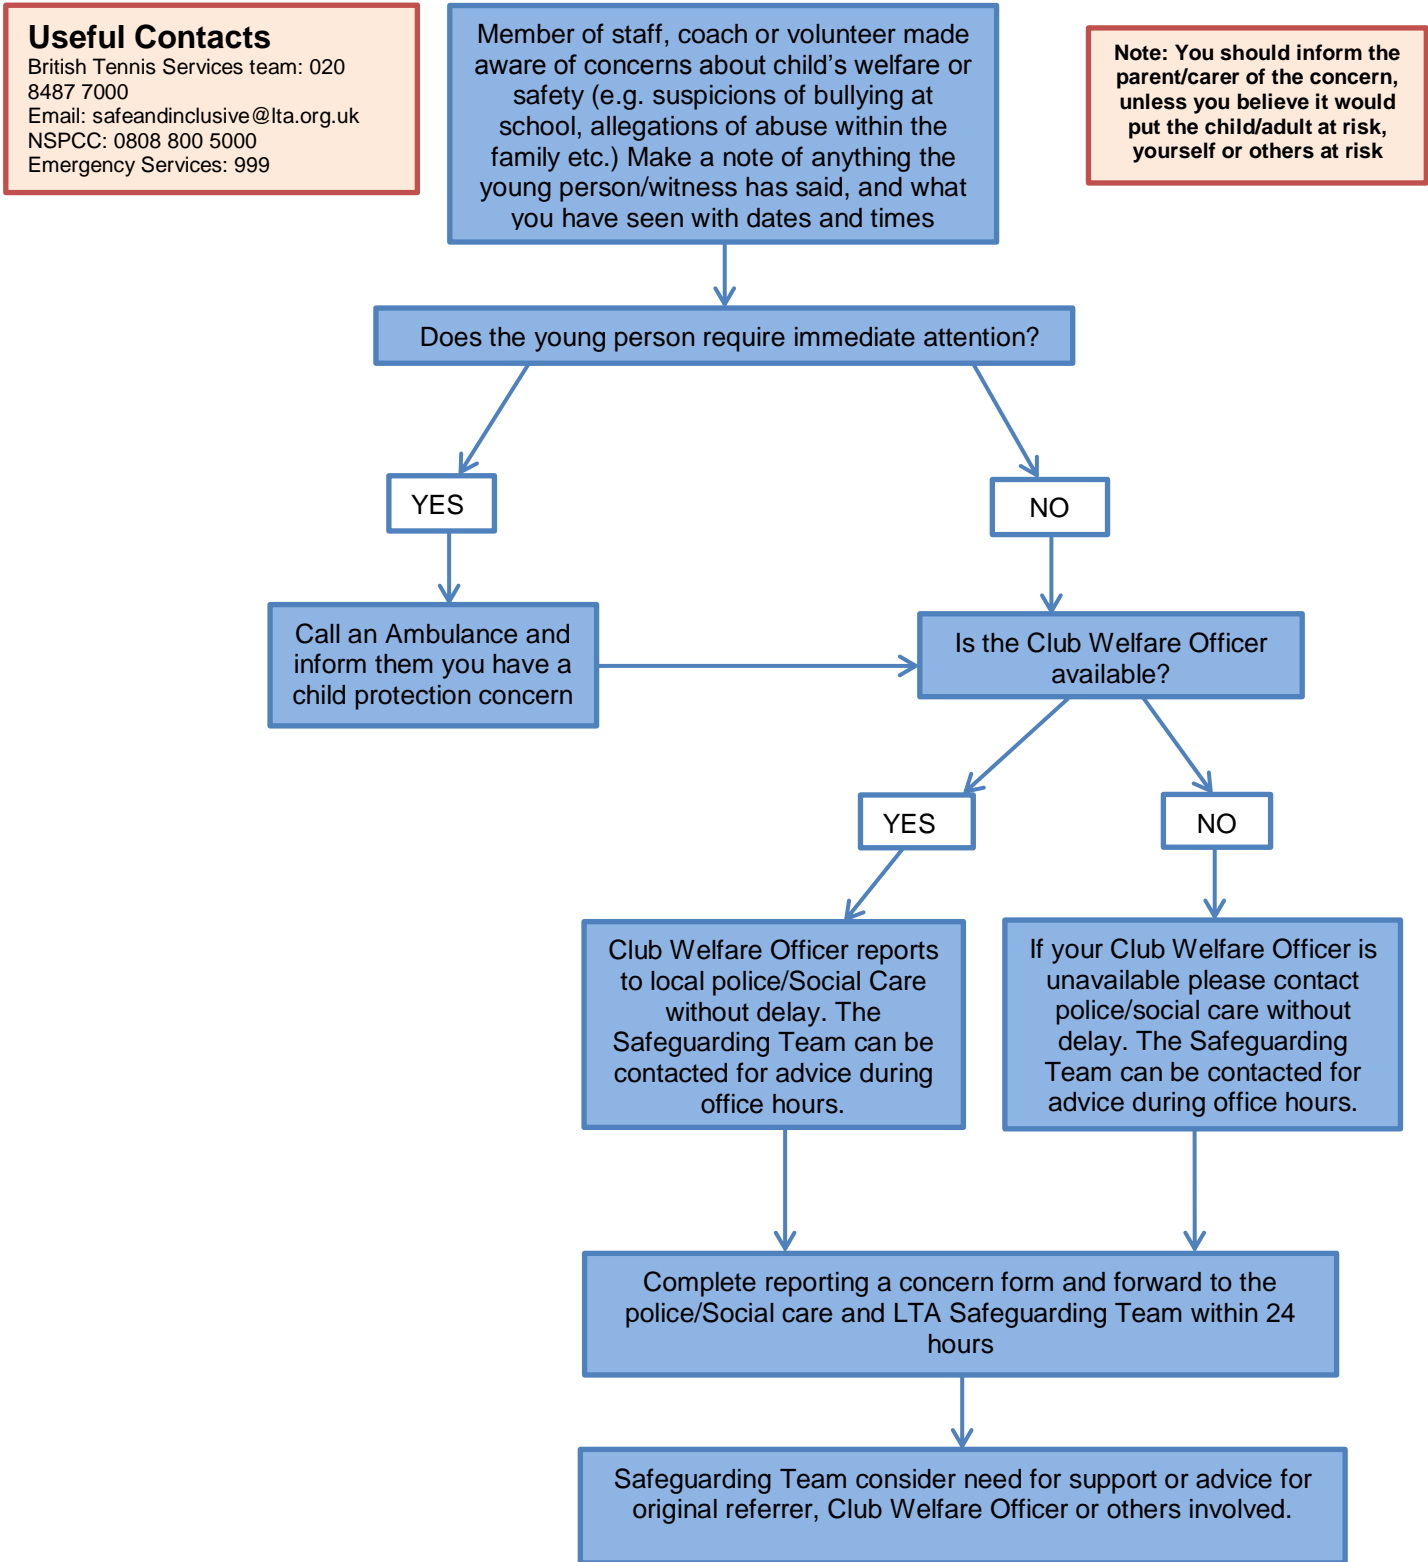 Useful Contacts
British Tennis Services team: 020
8487 7000
Email: safeandinclusive@lta.org.uk
NSPCC: 0808 800 5000
Emergency Services: 999
Member of staff, coach or volunteer made
aware of concerns about child’s welfare or
safety (e.g. suspicions of bullying at
school, allegations of abuse within the
family etc.) Make a note of anything the
young person/witness has said, and what
you have seen with dates and times
Note: You should inform the
parent/carer of the concern,
unless you believe it would
put the child/adult at risk,
yourself or others at risk
Does the young person require immediate attention?
YES
NO
Call an Ambulance and
inform them you have a
child protection concern
Is the Club Welfare Officer
available?
YES
NO
Club Welfare Officer reports
to local police/Social Care
without delay. The
Safeguarding Team can be
contacted for advice during
office hours.
If your Club Welfare Officer is
unavailable please contact
police/social care without
delay. The Safeguarding
Team can be contacted for
advice during office hours.
Complete reporting a concern form and forward to the
police/Social care and LTA Safeguarding Team within 24
hours
Safeguarding Team consider need for support or advice for
original referrer, Club Welfare Officer or others involved.